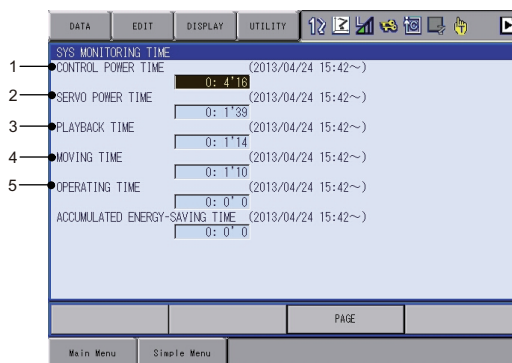 DATA EDIT DISPLAY UTILITY
SYS MONITORING TIME
1 CONTROL POWER TIME (2013/04/24 15:42～)
0: 4'16
2 SERVO POWER TIME (2013/04/24 15:42～)
0: 1'39
3 PLAYBACK TIME (2013/04/24 15:42～)
0: 1'14
4 MOVING TIME (2013/04/24 15:42～)
0: 1'10
5 OPERATING TIME (2013/04/24 15:42～)
0: 0' 0
ACCUMULATED ENERGY-SAVING TIME (2013/04/24 15:42～)
0: 0' 0
PAGE
Main Menu Simple Menu